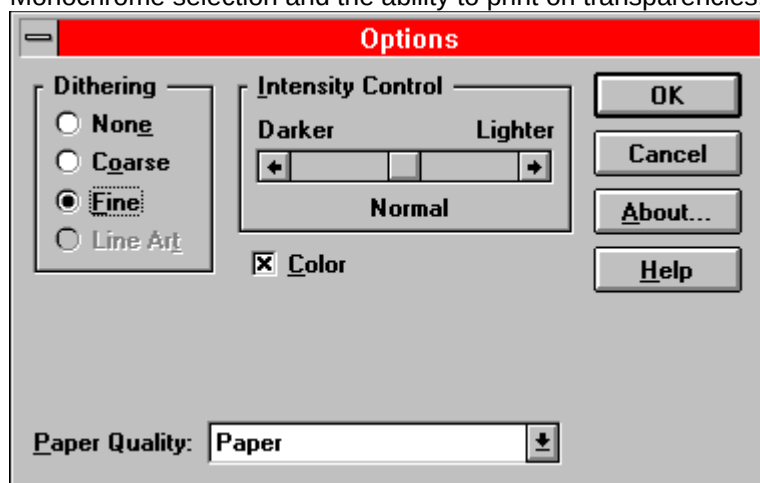 Monochrome selection and the ability to print on transparencies.
Options
Dithering
None
Coarse
Fine
Line Art
Intensity Control
Darker Lighter
Normal
Color
OK
Cancel
About...
Help
Paper Quality: Paper